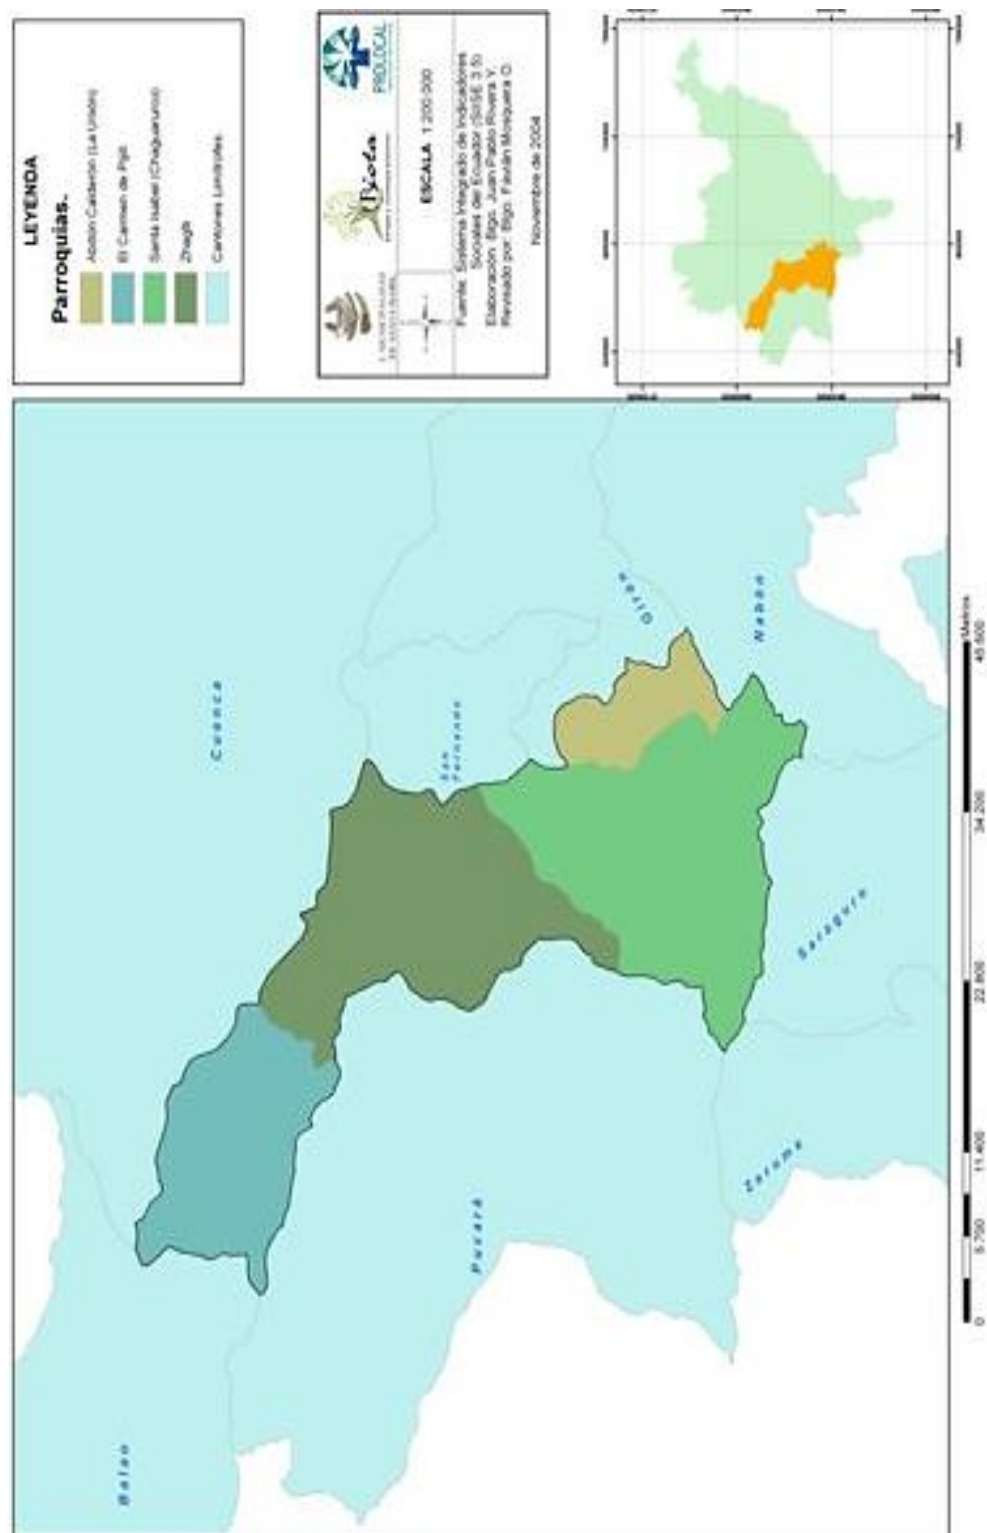 LEYENDA
Parroquias.
Abdón Calderón (La Unión)
El Carmen de Pijilí
Santa Isabel (Chaguarurco)
Zhaglli
Cantones Limítrofes
Biota
PROLOCAL
ESCALA 1:200.000
Fuente: Sistema Integrado de Indicadores
Sociales del Ecuador (SIISE 3.5)
Elaboración: Blgo. Juan Pablo Rivera Y.
Revisado por: Blgo. Favián Mosquera O.
Noviembre de 2004
Balao
Cuenca
San
Fernando
Girón
Nabón
Pucará
Zaruma
Saraguro
0 5.700 11.400 22.800 34.200 45.600
Metros